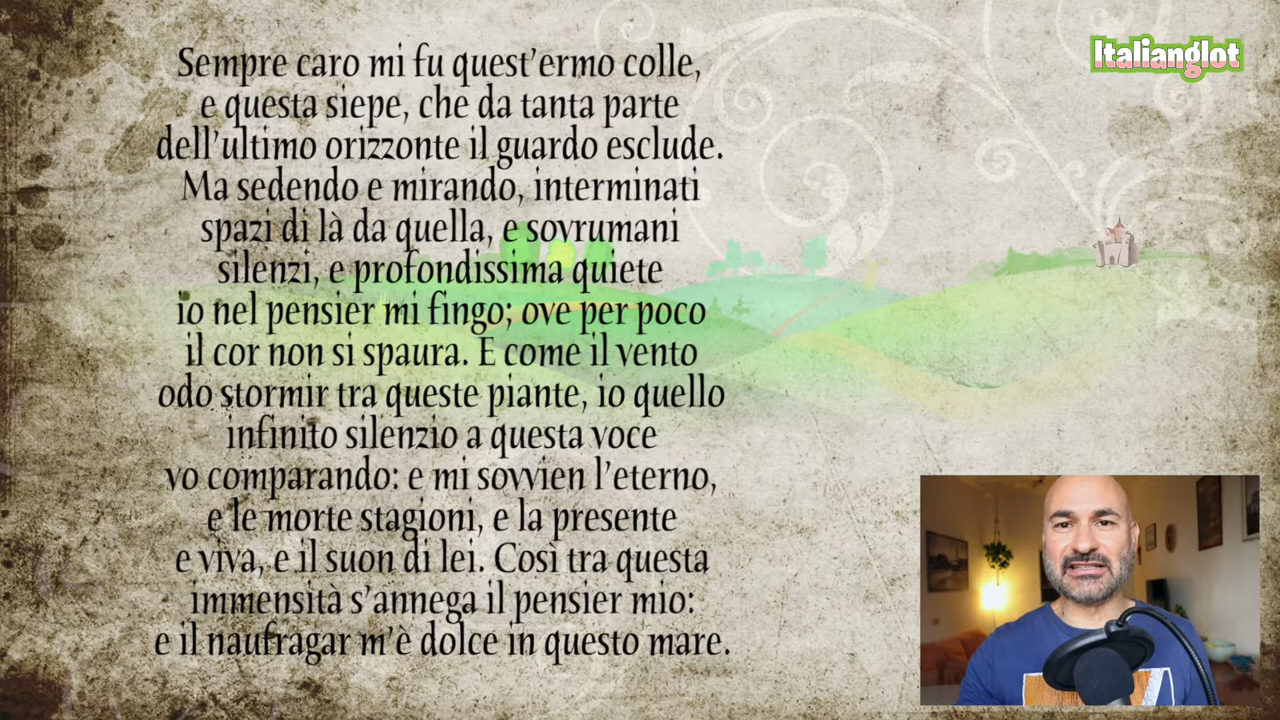 Sempre caro mi fu quest'ermo colle,
e questa siepe, che da tanta parte
dell'ultimo orizzonte il guardo esclude.
Ma sedendo e mirando, interminati
spazi di là da quella, e sovrumani
silenzi, e profondissima quiete
io nel pensier mi fingo; ove per poco
il cor non si spaura. E come il vento
odo stormir tra queste piante, io quello
infinito silenzio a questa voce
vo comparando: e mi sovvien l'eterno,
e le morte stagioni, e la presente
e viva, e il suon di lei. Così tra questa
immensità s'annega il pensier mio:
e il naufragar m'è dolce in questo mare.
Italianglot